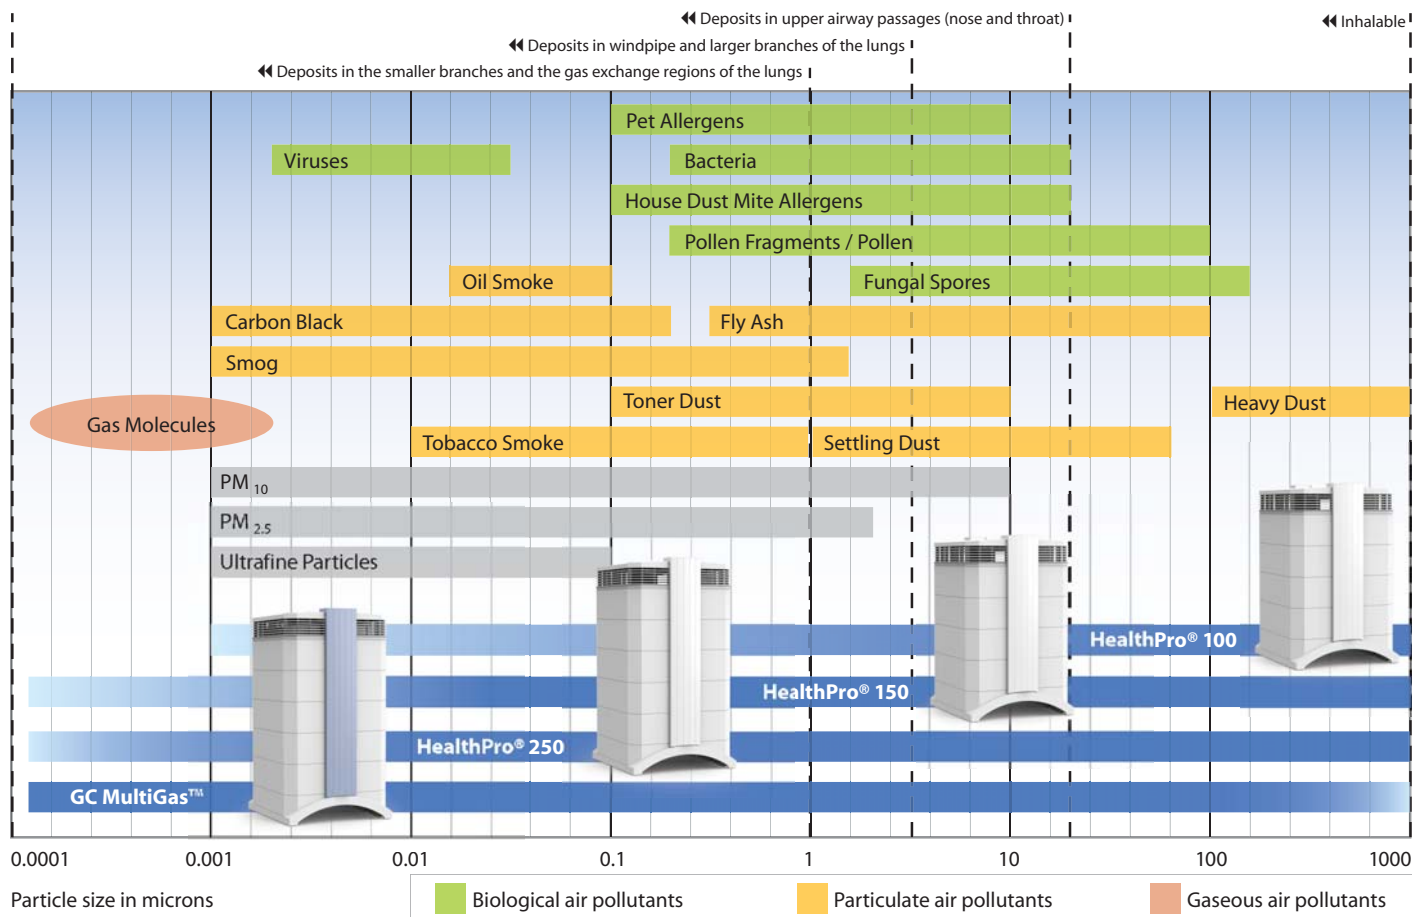 ◄◄ Deposits in upper airway passages (nose and throat)
◄◄ Inhalable
◄◄ Deposits in windpipe and larger branches of the lungs
◄◄ Deposits in the smaller branches and the gas exchange regions of the lungs
Pet Allergens
Viruses
Bacteria
House Dust Mite Allergens
Pollen Fragments / Pollen
Oil Smoke
Fungal Spores
Carbon Black
Fly Ash
Smog
Toner Dust
Heavy Dust
Gas Molecules
Tobacco Smoke
Settling Dust
PM 10
PM 2.5
Ultrafine Particles
HealthPro® 100
HealthPro® 150
HealthPro® 250
GC MultiGas™
0.0001 0.001 0.01 0.1 1 10 100 1000
Particle size in microns
Biological air pollutants
Particulate air pollutants
Gaseous air pollutants